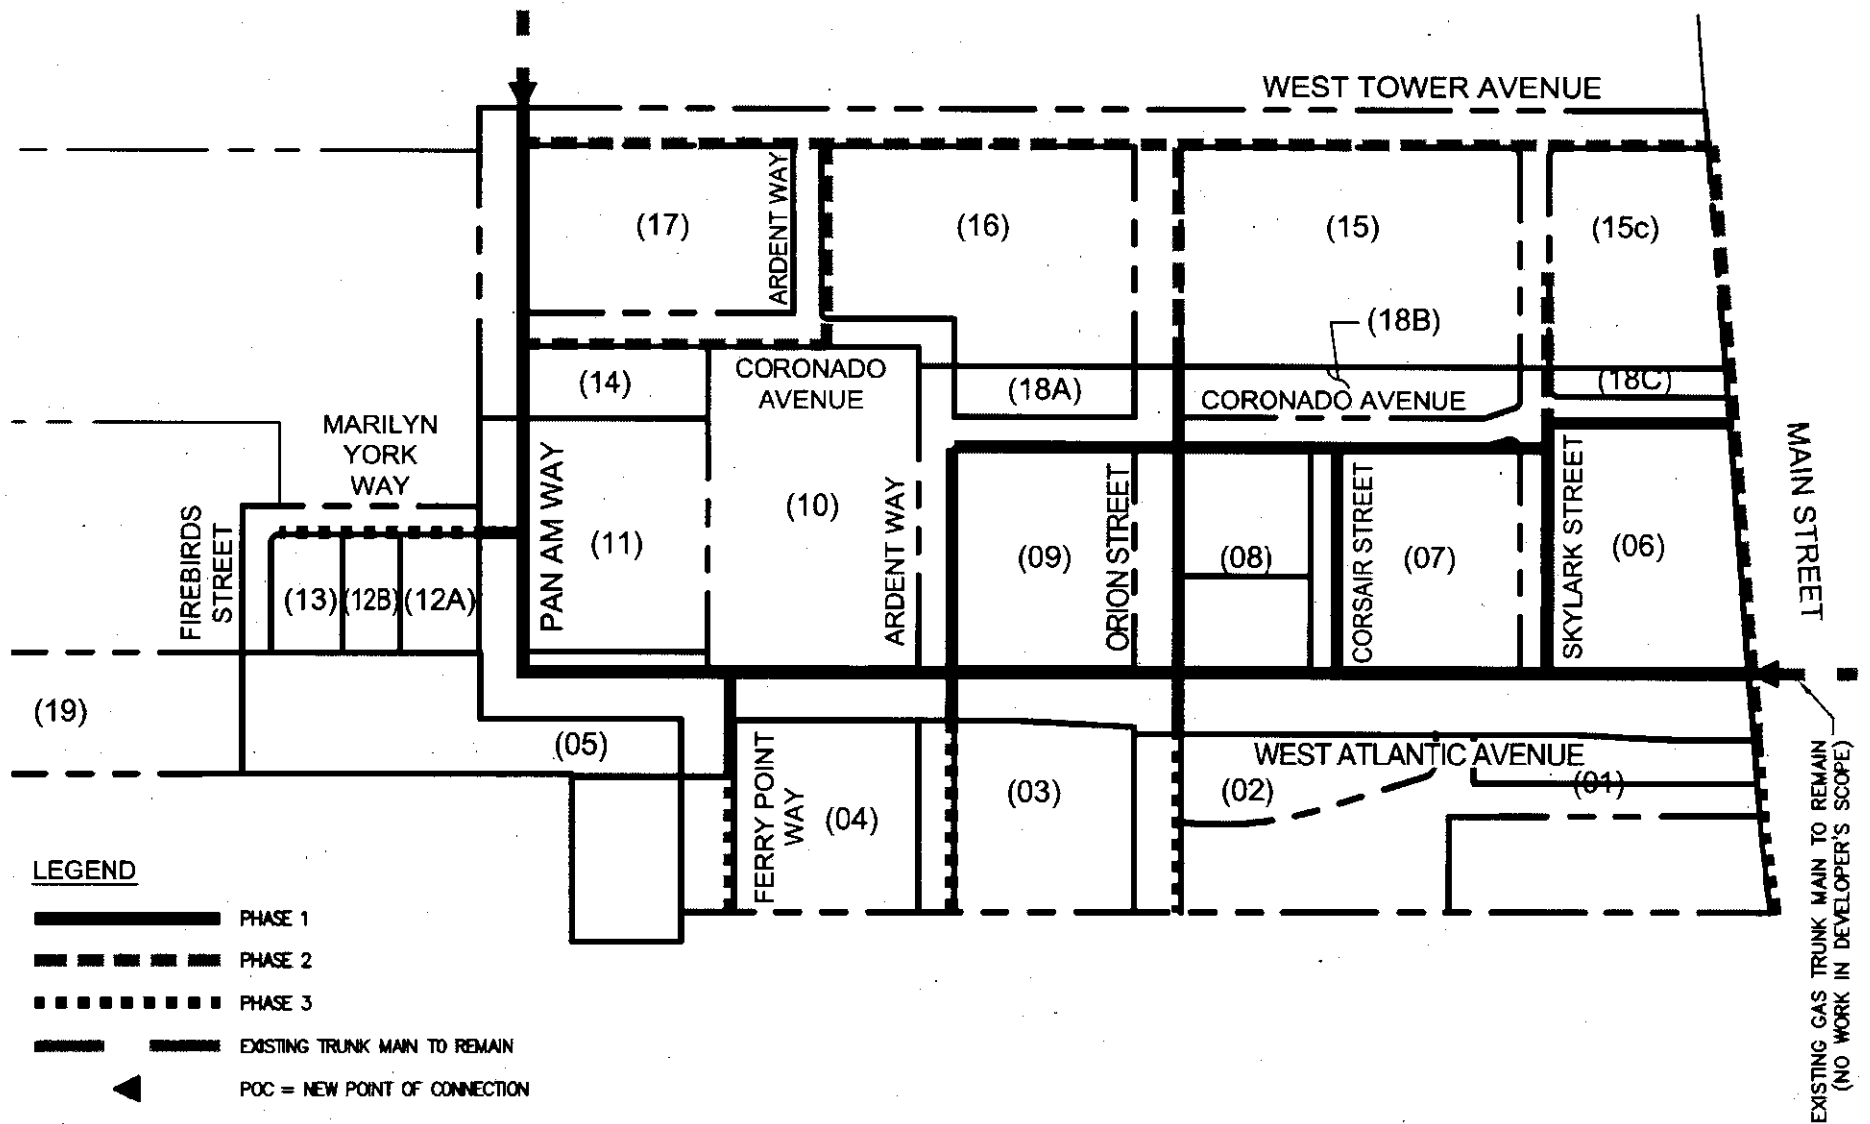 WEST TOWER AVENUE
(17)
ARDENT WAY
(16)
(15)
(15c)
(18B)
(14)
CORONADO
AVENUE
(18A)
CORONADO AVENUE
(18C)
MARILYN
YORK
WAY
FIREBIRDS
STREET
PAN AM WAY
(11)
(10)
ARDENT WAY
(09)
ORION STREET
(08)
CORSAIR STREET
(07)
SKYLARK STREET
(06)
MAIN STREET
(13)
(12B)
(12A)
(19)
(05)
FERRY POINT
WAY
(04)
(03)
WEST ATLANTIC AVENUE
(02)
(01)
EXISTING GAS TRUNK MAIN TO REMAIN
(NO WORK IN DEVELOPER'S SCOPE)
LEGEND
PHASE 1
PHASE 2
PHASE 3
EXISTING TRUNK MAIN TO REMAIN
POC = NEW POINT OF CONNECTION